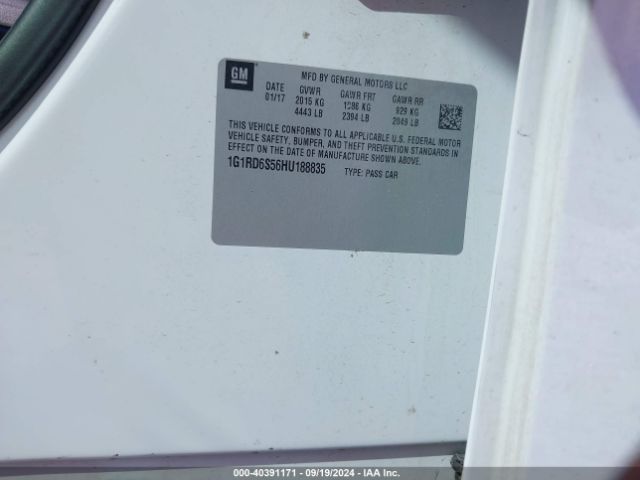 GM
MFD BY GENERAL MOTORS LLC
DATE GVWR GAWR FRT GAWR RR
01/17 2015 KG 1086 KG 929 KG
4443 LB 2394 LB 2049 LB
THIS VEHICLE CONFORMS TO ALL APPLICABLE U.S. FEDERAL MOTOR
VEHICLE SAFETY, BUMPER, AND THEFT PREVENTION STANDARDS IN
EFFECT ON THE DATE OF MANUFACTURE SHOWN ABOVE.
1G1RD6S56HU188835 TYPE: PASS CAR
000-40391171 - 09/19/2024 - IAA Inc.